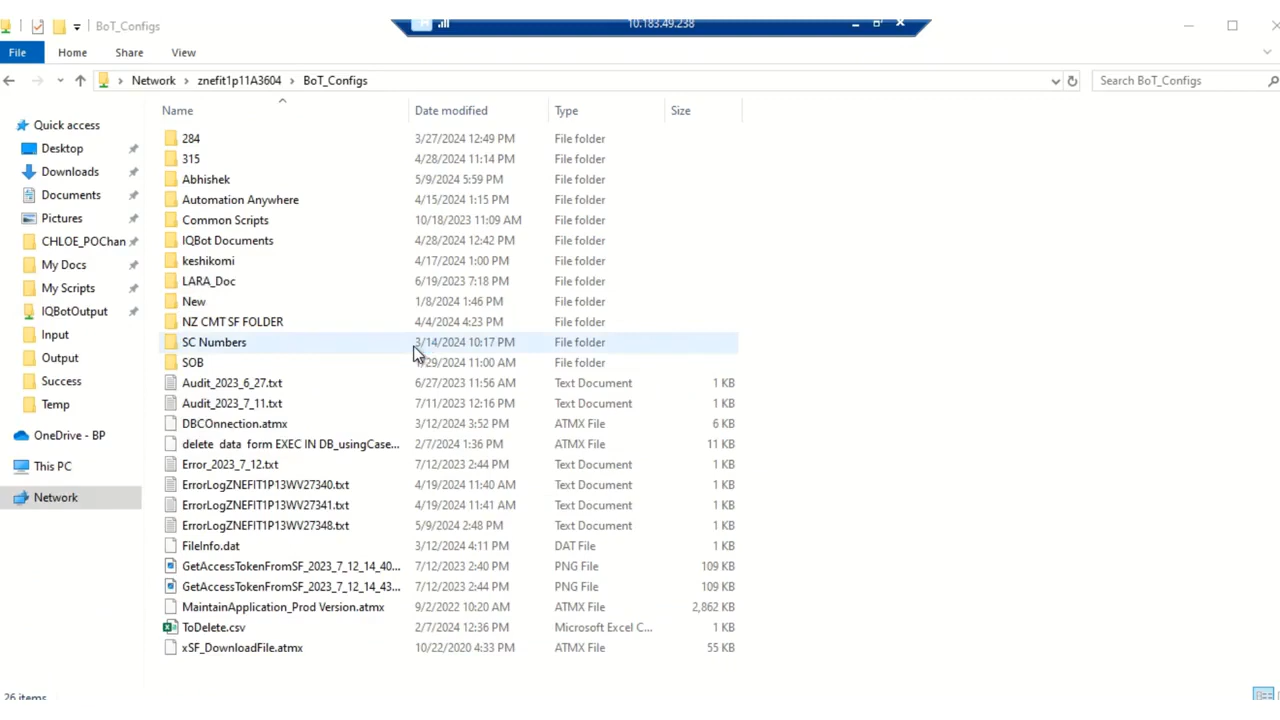 BoT_Configs
10.183.49.238
File Home Share View
Network znefit1p11A3604 BoT_Configs
Search BoT_Configs
Name Date modified Type Size
Quick access
Desktop
Downloads
Documents
Pictures
CHLOE_POChan
My Docs
My Scripts
IQBotOutput
Input
Output
Success
Temp
OneDrive - BP
This PC
Network
284 3/27/2024 12:49 PM File folder
315 4/28/2024 11:14 PM File folder
Abhishek 5/9/2024 5:59 PM File folder
Automation Anywhere 4/15/2024 1:15 PM File folder
Common Scripts 10/18/2023 11:09 AM File folder
IQBot Documents 4/28/2024 12:42 PM File folder
keshikomi 4/17/2024 1:00 PM File folder
LARA_Doc 6/19/2023 7:18 PM File folder
New 1/8/2024 1:46 PM File folder
NZ CMT SF FOLDER 4/4/2024 4:23 PM File folder
SC Numbers 3/14/2024 10:17 PM File folder
SOB /29/2024 11:00 AM File folder
Audit_2023_6_27.txt 6/27/2023 11:56 AM Text Document 1 KB
Audit_2023_7_11.txt 7/11/2023 12:16 PM Text Document 1 KB
DBCOnnection.atmx 3/12/2024 3:52 PM ATMX File 6 KB
delete data form EXEC IN DB_usingCase... 2/7/2024 1:36 PM ATMX File 11 KB
Error_2023_7_12.txt 7/12/2023 2:44 PM Text Document 1 KB
ErrorLogZNEFIT1P13WV27340.txt 4/19/2024 11:40 AM Text Document 1 KB
ErrorLogZNEFIT1P13WV27341.txt 4/19/2024 11:41 AM Text Document 1 KB
ErrorLogZNEFIT1P13WV27348.txt 5/9/2024 2:48 PM Text Document 1 KB
FileInfo.dat 3/12/2024 4:11 PM DAT File 1 KB
GetAccessTokenFromSF_2023_7_12_14_40... 7/12/2023 2:40 PM PNG File 109 KB
GetAccessTokenFromSF_2023_7_12_14_43... 7/12/2023 2:44 PM PNG File 109 KB
MaintainApplication_Prod Version.atmx 9/2/2022 10:20 AM ATMX File 2,862 KB
ToDelete.csv 2/7/2024 12:36 PM Microsoft Excel C... 1 KB
xSF_DownloadFile.atmx 10/22/2020 4:33 PM ATMX File 55 KB
26 items